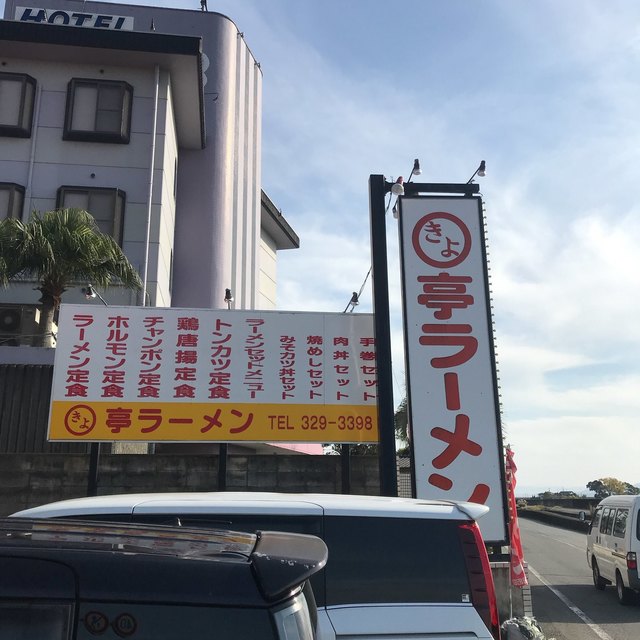 HOTEL
手巻セット
肉丼セット
焼めしセット
みそカツ丼セット
ラーメンセットメニュー
トンカツ定食
鶏唐揚定食
チャンポン定食
ホルモン定食
ラーメン定食
きよ亭ラーメン TEL 329-3398
きよ亭ラーメン